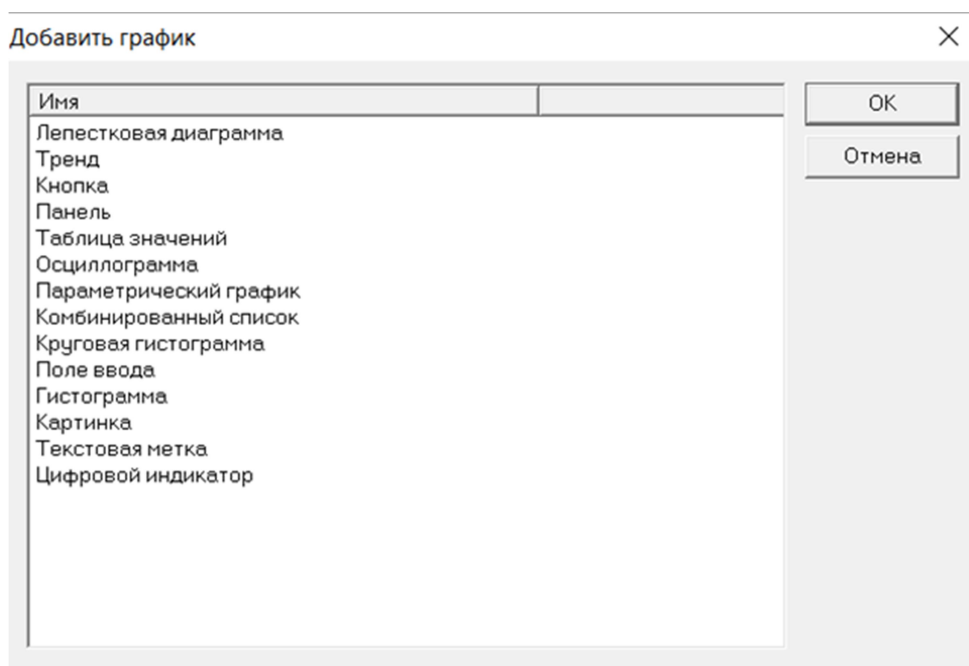 Добавить график
Имя
OK
Лепестковая диаграмма
Отмена
Тренд
Кнопка
Панель
Таблица значений
Осциллограмма
Параметрический график
Комбинированный список
Круговая гистограмма
Поле ввода
Гистограмма
Картинка
Текстовая метка
Цифровой индикатор